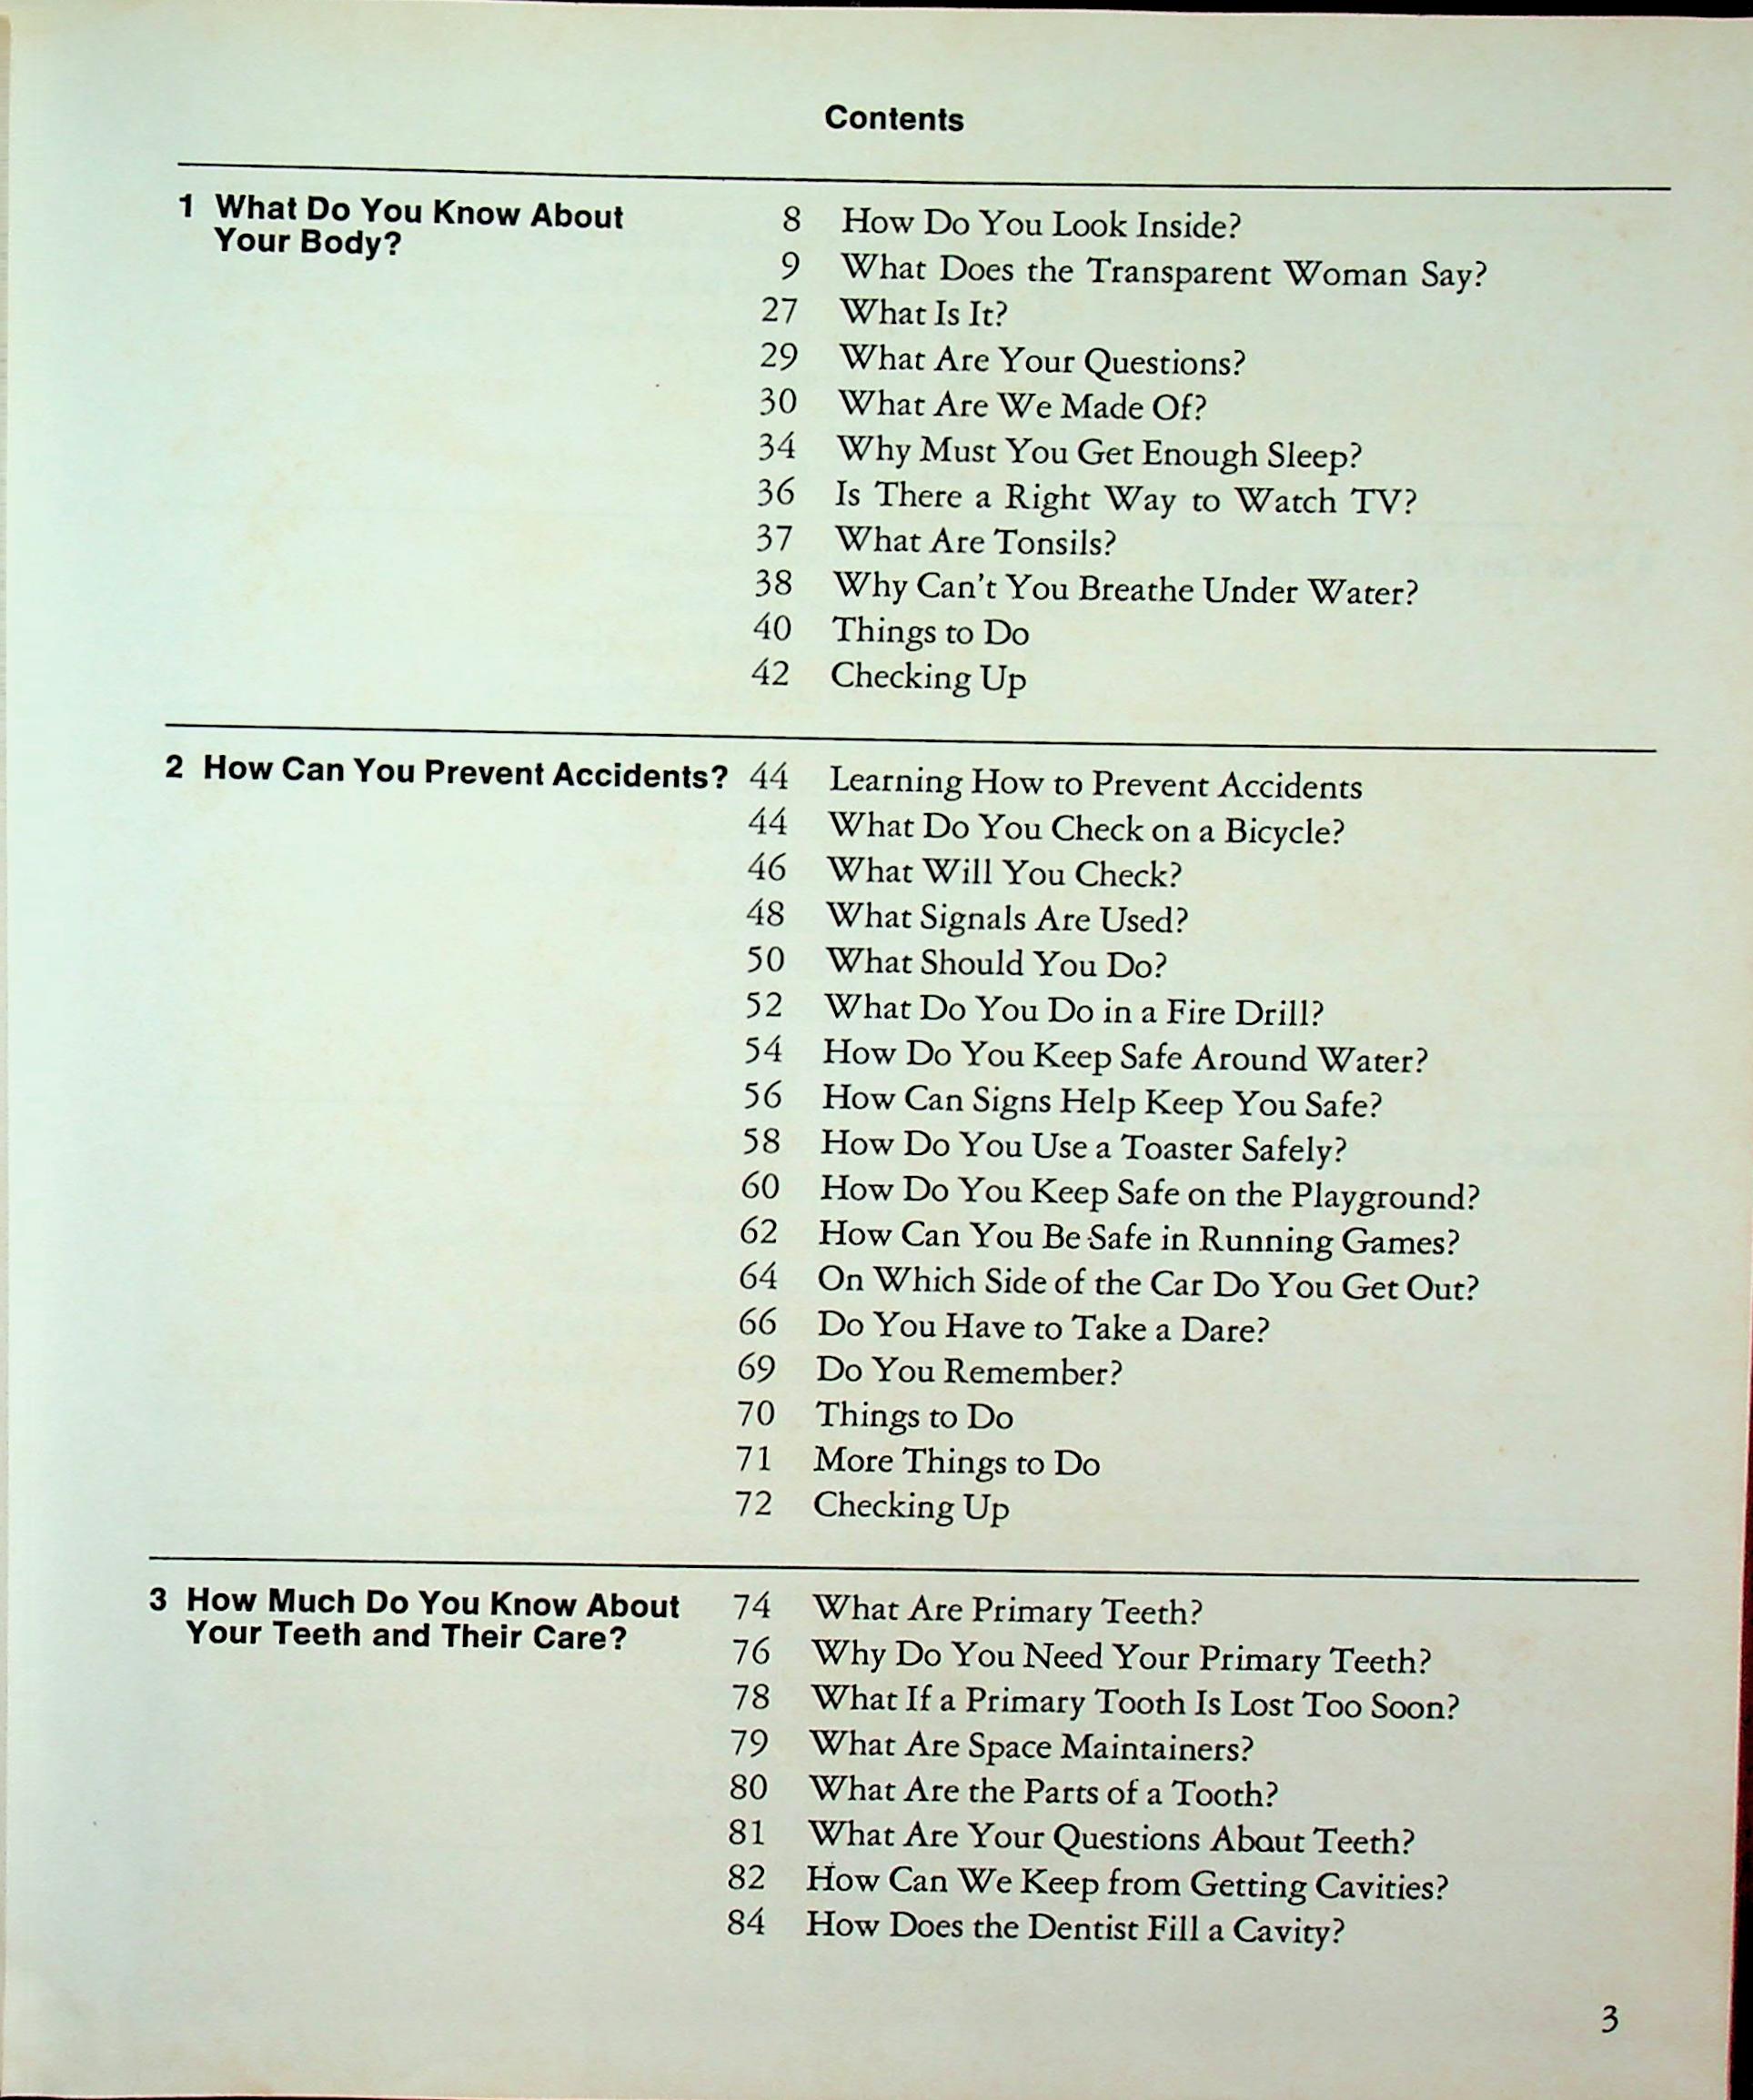 Contents
1 What Do You Know About
Your Body?
8 How Do You Look Inside?
9 What Does the Transparent Woman Say?
27 What Is It?
29 What Are Your Questions?
30 What Are We Made Of?
34 Why Must You Get Enough Sleep?
36 Is There a Right Way to Watch TV?
37 What Are Tonsils?
38 Why Can't You Breathe Under Water?
40 Things to Do
42 Checking Up
2 How Can You Prevent Accidents?
44 Learning How to Prevent Accidents
44 What Do You Check on a Bicycle?
46 What Will You Check?
48 What Signals Are Used?
50 What Should You Do?
52 What Do You Do in a Fire Drill?
54 How Do You Keep Safe Around Water?
56 How Can Signs Help Keep You Safe?
58 How Do You Use a Toaster Safely?
60 How Do You Keep Safe on the Playground?
62 How Can You Be Safe in Running Games?
64 On Which Side of the Car Do You Get Out?
66 Do You Have to Take a Dare?
69 Do You Remember?
70 Things to Do
71 More Things to Do
72 Checking Up
3 How Much Do You Know About
Your Teeth and Their Care?
74 What Are Primary Teeth?
76 Why Do You Need Your Primary Teeth?
78 What If a Primary Tooth Is Lost Too Soon?
79 What Are Space Maintainers?
80 What Are the Parts of a Tooth?
81 What Are Your Questions About Teeth?
82 How Can We Keep from Getting Cavities?
84 How Does the Dentist Fill a Cavity?
3